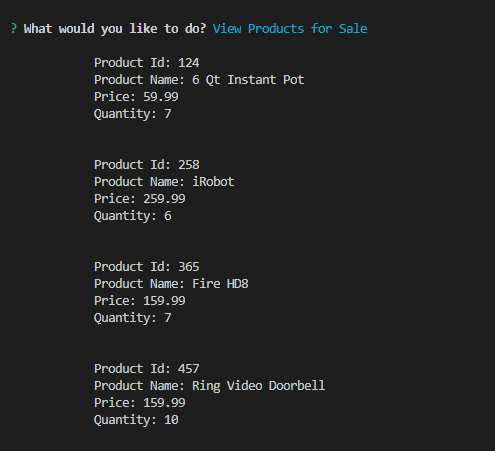 ? What would you like to do? View Products for Sale
Product Id: 124
Product Name: 6 Qt Instant Pot
Price: 59.99
Quantity: 7
Product Id: 258
Product Name: iRobot
Price: 259.99
Quantity: 6
Product Id: 365
Product Name: Fire HD8
Price: 159.99
Quantity: 7
Product Id: 457
Product Name: Ring Video Doorbell
Price: 159.99
Quantity: 10